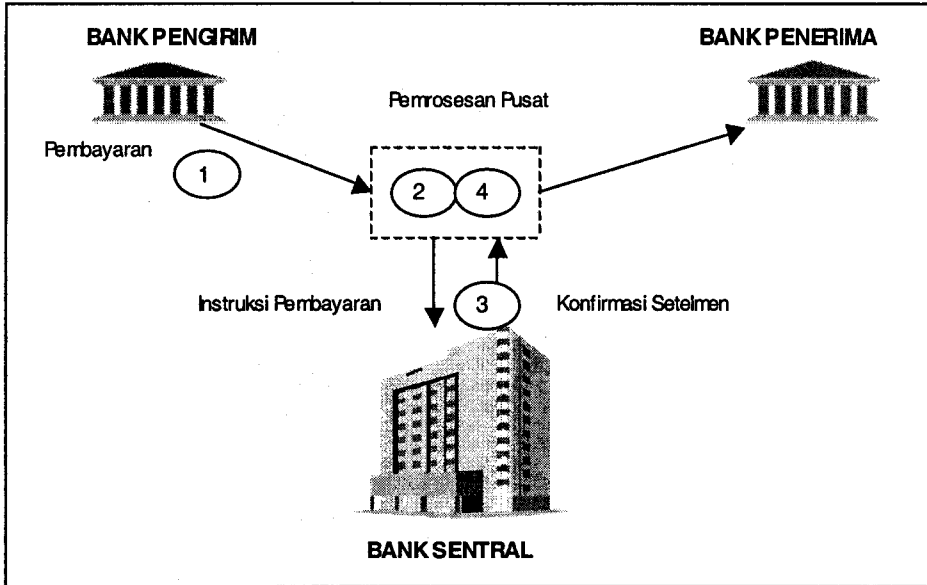 BANK PENGIRIM
BANK PENERIMA
Pemrosesan Pusat
Pembayaran
1
2
4
Instruksi Pembayaran
3
Konfirmasi Setelmen
BANK SENTRAL